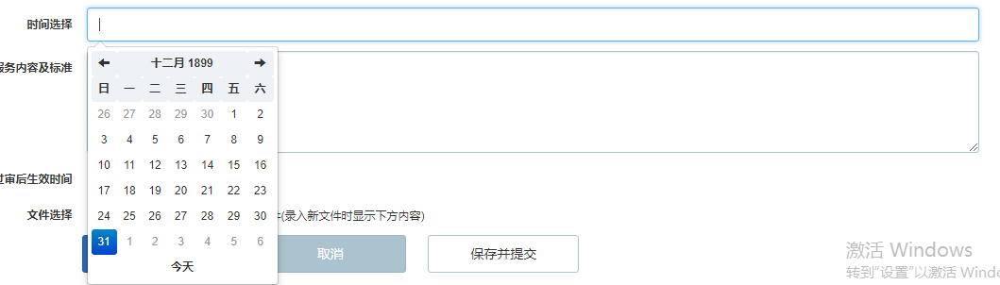 时间选择
十二月 1899
日 一 二 三 四 五 六
26 27 28 29 30 1 2
3 4 5 6 7 8 9
10 11 12 13 14 15 16
17 18 19 20 21 22 23
24 25 26 27 28 29 30
31 1 2 3 4 5 6
今天
务内容及标准
审后生效时间
文件选择
(录入新文件时显示下方内容)
取消
保存并提交
激活 Windows
转到“设置”以激活 Windo